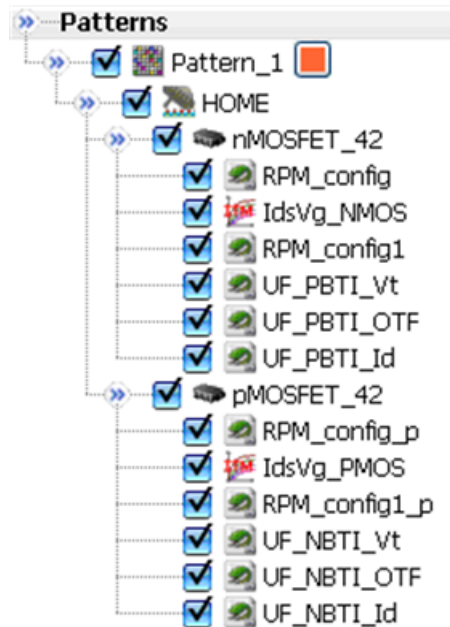 Patterns
Pattern_1
HOME
nMOSFET_42
RPM_config
IdsVg_NMOS
RPM_config1
UF_PBTI_Vt
UF_PBTI_OTF
UF_PBTI_Id
pMOSFET_42
RPM_config_p
IdsVg_PMOS
RPM_config1_p
UF_NBTI_Vt
UF_NBTI_OTF
UF_NBTI_Id